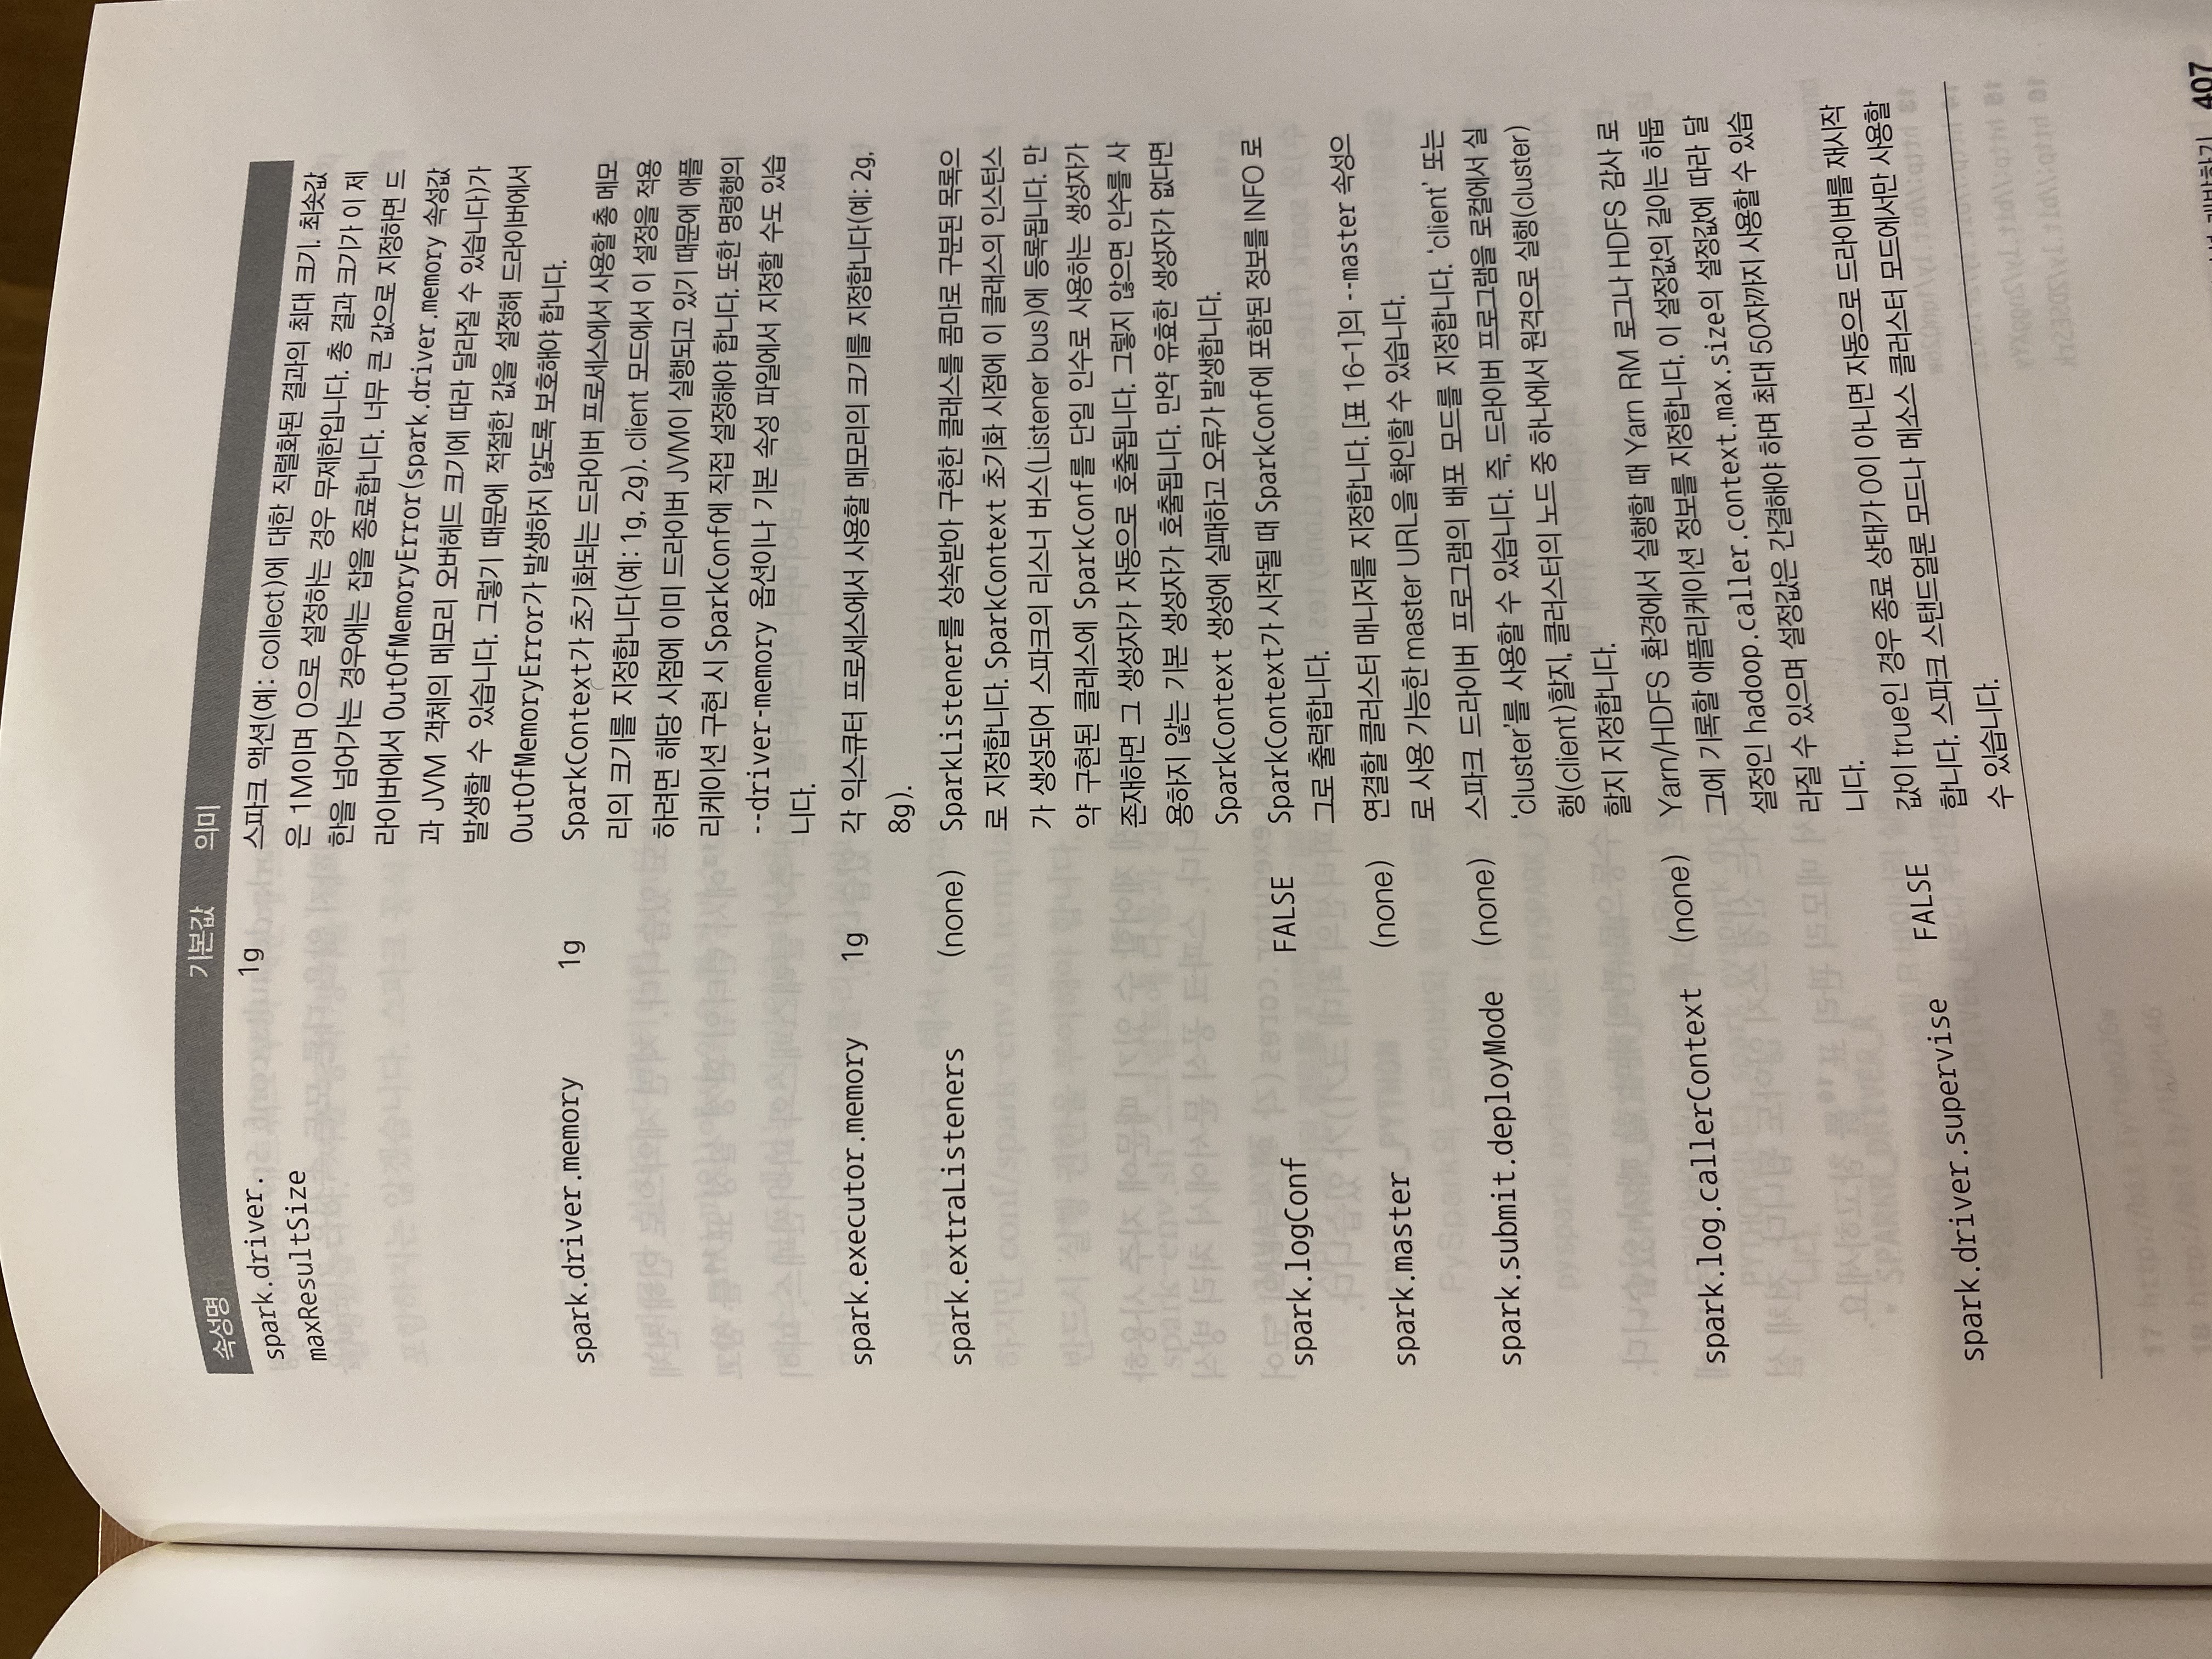 속성명 기본값 의미
spark.driver. 1g 스파크 액션(예: collect)에 대한 직렬화된 결과의 최대 크기. 최솟값
maxResultSize 은 1M이며 0으로 설정하는 경우 무제한입니다. 총 결과 크기가 이 제
한을 넘어가는 경우에는 잡을 종료합니다. 너무 큰 값으로 지정하면 드
라이버에서 OutOfMemoryError(spark.driver.memory 속성값
과 JVM 객체의 메모리 오버헤드 크기에 따라 달라질 수 있습니다)가
발생할 수 있습니다. 그렇기 때문에 적절한 값을 설정해 드라이버에서
OutOfMemoryError가 발생하지 않도록 보호해야 합니다.
spark.driver.memory 1g SparkContext가 초기화되는 드라이버 프로세스에서 사용할 총 메모
리의 크기를 지정합니다(예: 1g, 2g). client 모드에서 이 설정을 적용
하려면 해당 시점에 이미 드라이버 JVM이 실행되고 있기 때문에 애플
리케이션 구현 시 SparkConf에 직접 설정해야 합니다. 또한 명령행의
--driver-memory 옵션이나 기본 속성 파일에서 지정할 수도 있습
니다.
spark.executor.memory 1g 각 익스큐터 프로세스에서 사용할 메모리의 크기를 지정합니다(예: 2g,
8g).
spark.extraListeners (none) SparkListener를 상속받아 구현한 클래스를 콤마로 구분된 목록으
로 지정합니다. SparkContext 초기화 시점에 이 클래스의 인스턴스
가 생성되어 스파크의 리스너 버스(Listener bus)에 등록됩니다. 만
약 구현된 클래스에 SparkConf를 단일 인수로 사용하는 생성자가
존재하면 그 생성자가 자동으로 호출됩니다. 그렇지 않으면 인수를 사
용하지 않는 기본 생성자가 호출됩니다. 만약 유효한 생성자가 없다면
SparkContext 생성에 실패하고 오류가 발생합니다.
spark.logConf FALSE SparkContext가 시작될 때 SparkConf에 포함된 정보를 INFO 로
그로 출력합니다.
spark.master (none) 연결할 클러스터 매니저를 지정합니다. [표 16-1]의 --master 속성으
로 사용 가능한 master URL을 확인할 수 있습니다.
spark.submit.deployMode (none) 스파크 드라이버 프로그램의 배포 모드를 지정합니다. ‘client’ 또는
‘cluster’를 사용할 수 있습니다. 즉, 드라이버 프로그램을 로컬에서 실
행(client)할지, 클러스터의 노드 중 하나에서 원격으로 실행(cluster)
할지 지정합니다.
spark.log.callerContext (none) Yarn/HDFS 환경에서 실행할 때 Yarn RM 로그나 HDFS 감사 로
그에 기록할 애플리케이션 정보를 지정합니다. 이 설정값의 길이는 하둡
설정인 hadoop.caller.context.max.size의 설정값에 따라 달
라질 수 있으며 설정값은 간결해야 하며 최대 50자까지 사용할 수 있습
니다.
spark.driver.supervise FALSE 값이 true인 경우 종료 상태가 0이 아니면 자동으로 드라이버를 재시작
합니다. 스파크 스탠드얼론 모드나 메소스 클러스터 모드에서만 사용할
수 있습니다.
개발하기 407